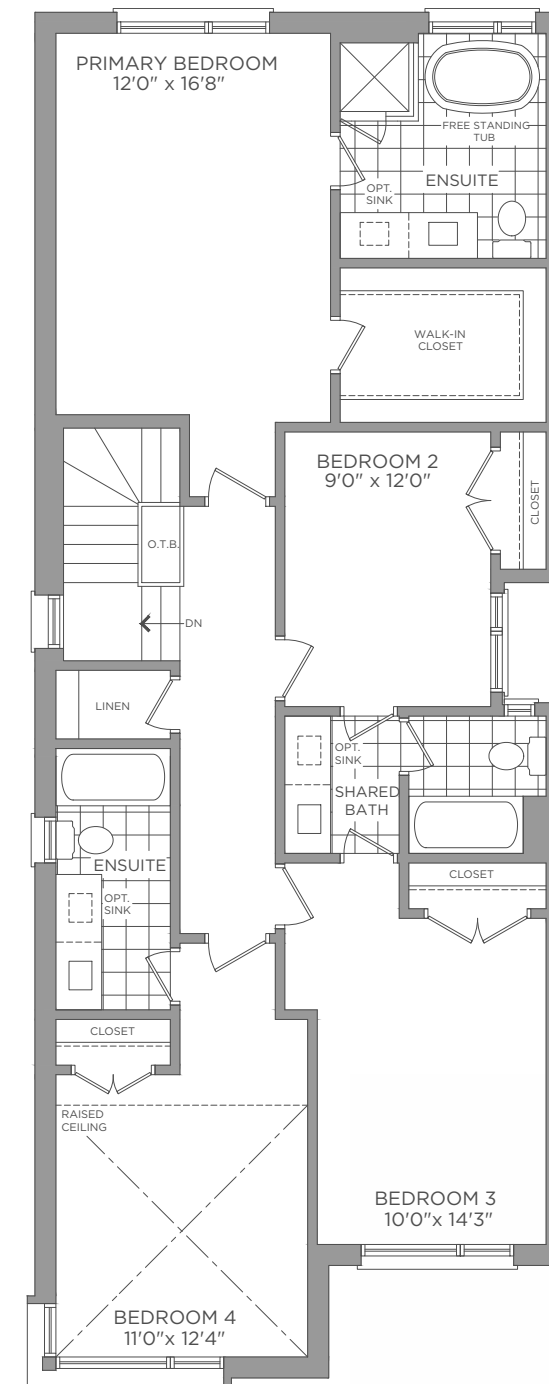 PRIMARY BEDROOM
12'0" x 16'8"
FREE STANDING
TUB
ENSUITE
OPT.
SINK
WALK-IN
CLOSET
BEDROOM 2
9'0" x 12'0"
CLOSET
O.T.B.
DN
LINEN
OPT.
SINK
SHARED
BATH
ENSUITE
OPT.
SINK
CLOSET
CLOSET
RAISED
CEILING
BEDROOM 3
10'0"x 14'3"
BEDROOM 4
11'0"x 12'4"